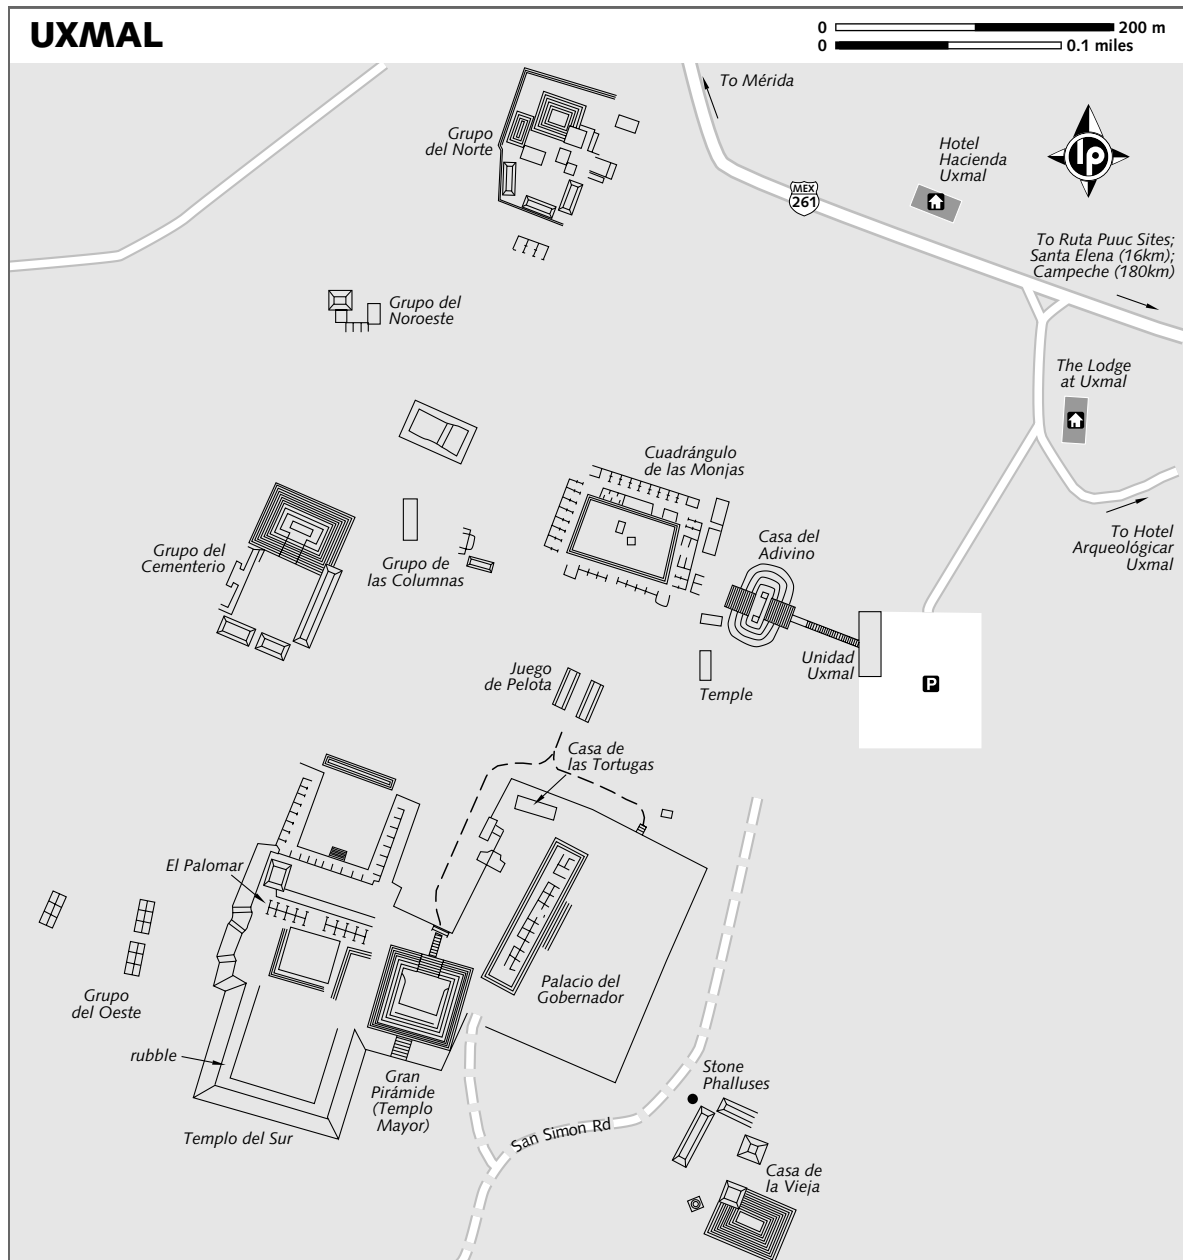 UXMAL
0 200 m
0 0.1 miles
To Mérida
Grupo
del Norte
Hotel
Hacienda
Uxmal
lp
MEX
261
To Ruta Puuc Sites;
Santa Elena (16km);
Campeche (180km)
Grupo del
Noroeste
The Lodge
at Uxmal
Cuadrángulo
de las Monjas
Casa del
Adivino
To Hotel
Arqueológicar
Uxmal
Grupo del
Cementerio
Grupo de
las Columnas
Unidad
Uxmal
P
Juego
de Pelota
Temple
Casa de
las Tortugas
El Palomar
Palacio del
Gobernador
Grupo
del Oeste
rubble
Gran
Pirámide
(Templo
Mayor)
Stone
Phalluses
Templo del Sur
San Simon Rd
Casa de
la Vieja